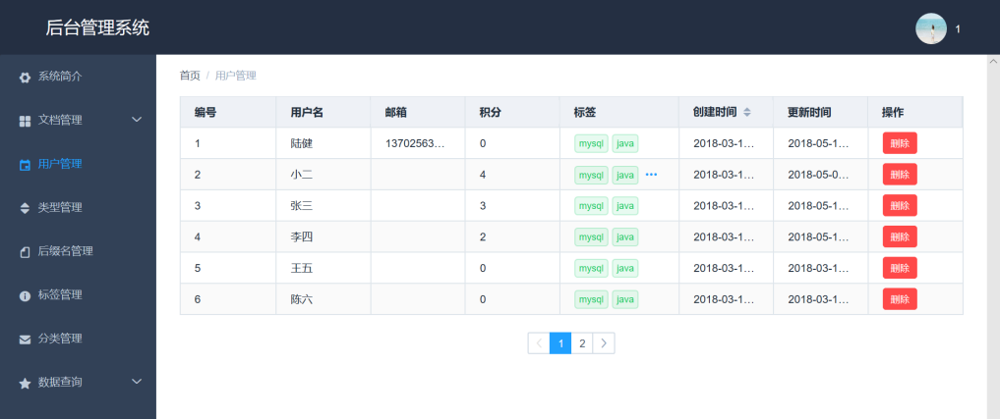 后台管理系统
1
系统简介
文档管理
用户管理
类型管理
后缀名管理
标签管理
分类管理
数据查询
首页 / 用户管理
编号 用户名 邮箱 积分 标签 创建时间 更新时间 操作
1 陆健 13702563... 0 mysql java 2018-03-1... 2018-05-1... 删除
2 小二 4 mysql java ... 2018-03-1... 2018-05-0... 删除
3 张三 3 mysql java 2018-03-1... 2018-05-1... 删除
4 李四 2 mysql java 2018-03-1... 2018-05-1... 删除
5 王五 0 mysql java 2018-03-1... 2018-03-1... 删除
6 陈六 0 mysql java 2018-03-1... 2018-03-1... 删除
< 1 2 >